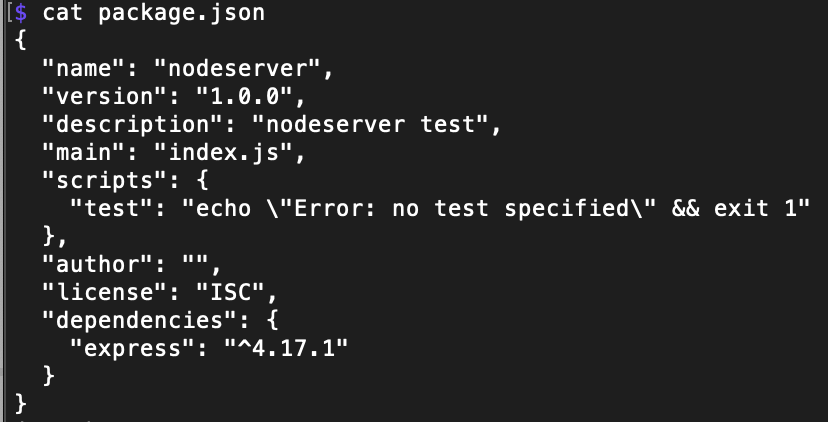 [$ cat package.json
{
  "name": "nodeserver",
  "version": "1.0.0",
  "description": "nodeserver test",
  "main": "index.js",
  "scripts": {
    "test": "echo \"Error: no test specified\" && exit 1"
  },
  "author": "",
  "license": "ISC",
  "dependencies": {
    "express": "^4.17.1"
  }
}